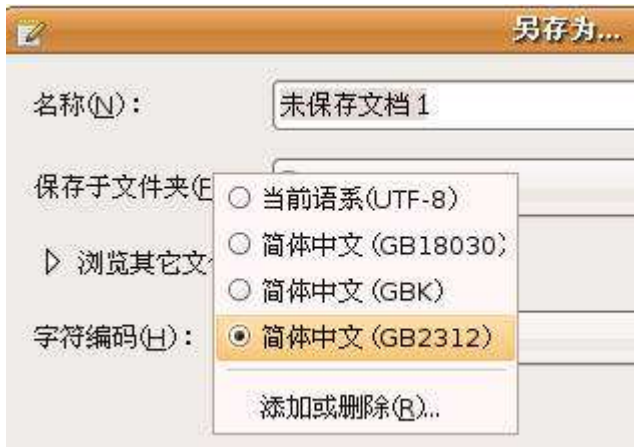 另存为...
名称(N)：
未保存文档 1
保存于文件夹(F
当前语系(UTF-8)
简体中文 (GB18030)
浏览其它文
简体中文 (GBK)
字符编码(H)：
简体中文 (GB2312)
添加或删除(R)...